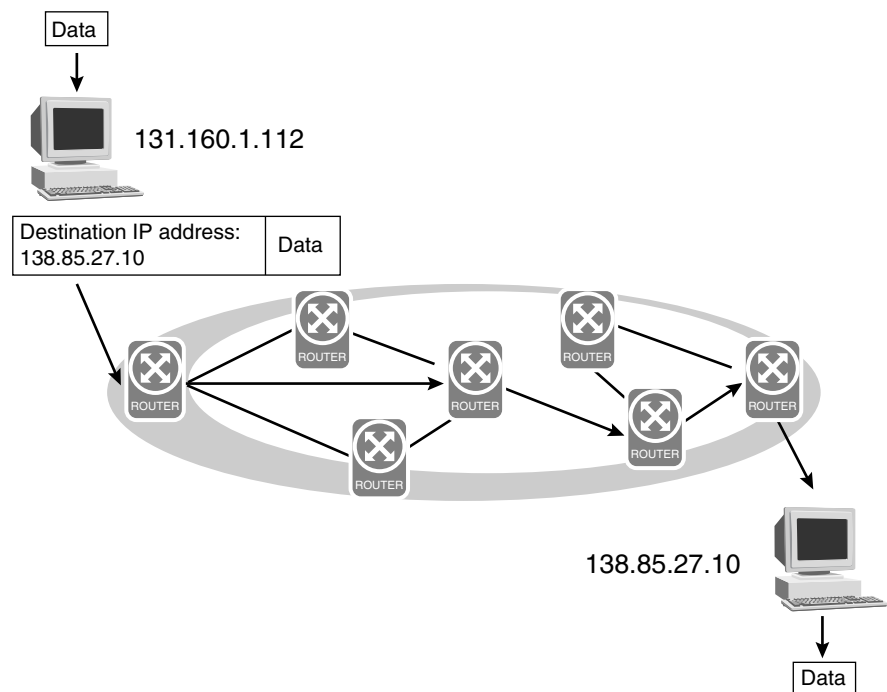 Data
131.160.1.112
Destination IP address:
138.85.27.10
Data
ROUTER
ROUTER
ROUTER
ROUTER
ROUTER
ROUTER
ROUTER
138.85.27.10
Data